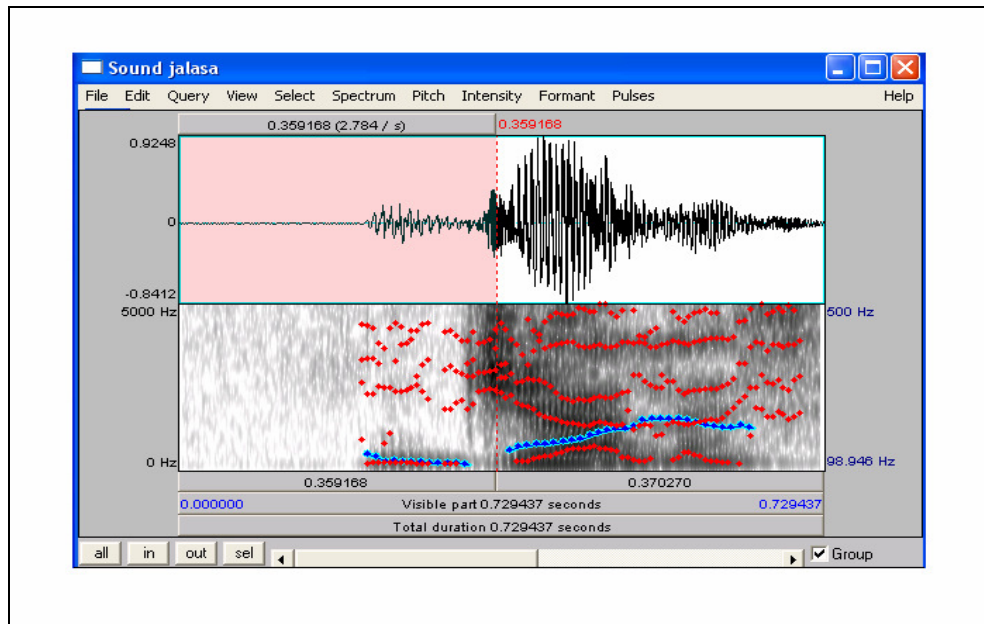 Sound jalasa
File Edit Query View Select Spectrum Pitch Intensity Formant Pulses Help
0.359168 (2.784 / s) 0.359168
0.9248
0
-0.8412
5000 Hz 500 Hz
0 Hz 98.946 Hz
0.359168 0.370270
0.000000 Visible part 0.729437 seconds 0.729437
Total duration 0.729437 seconds
all in out sel Group